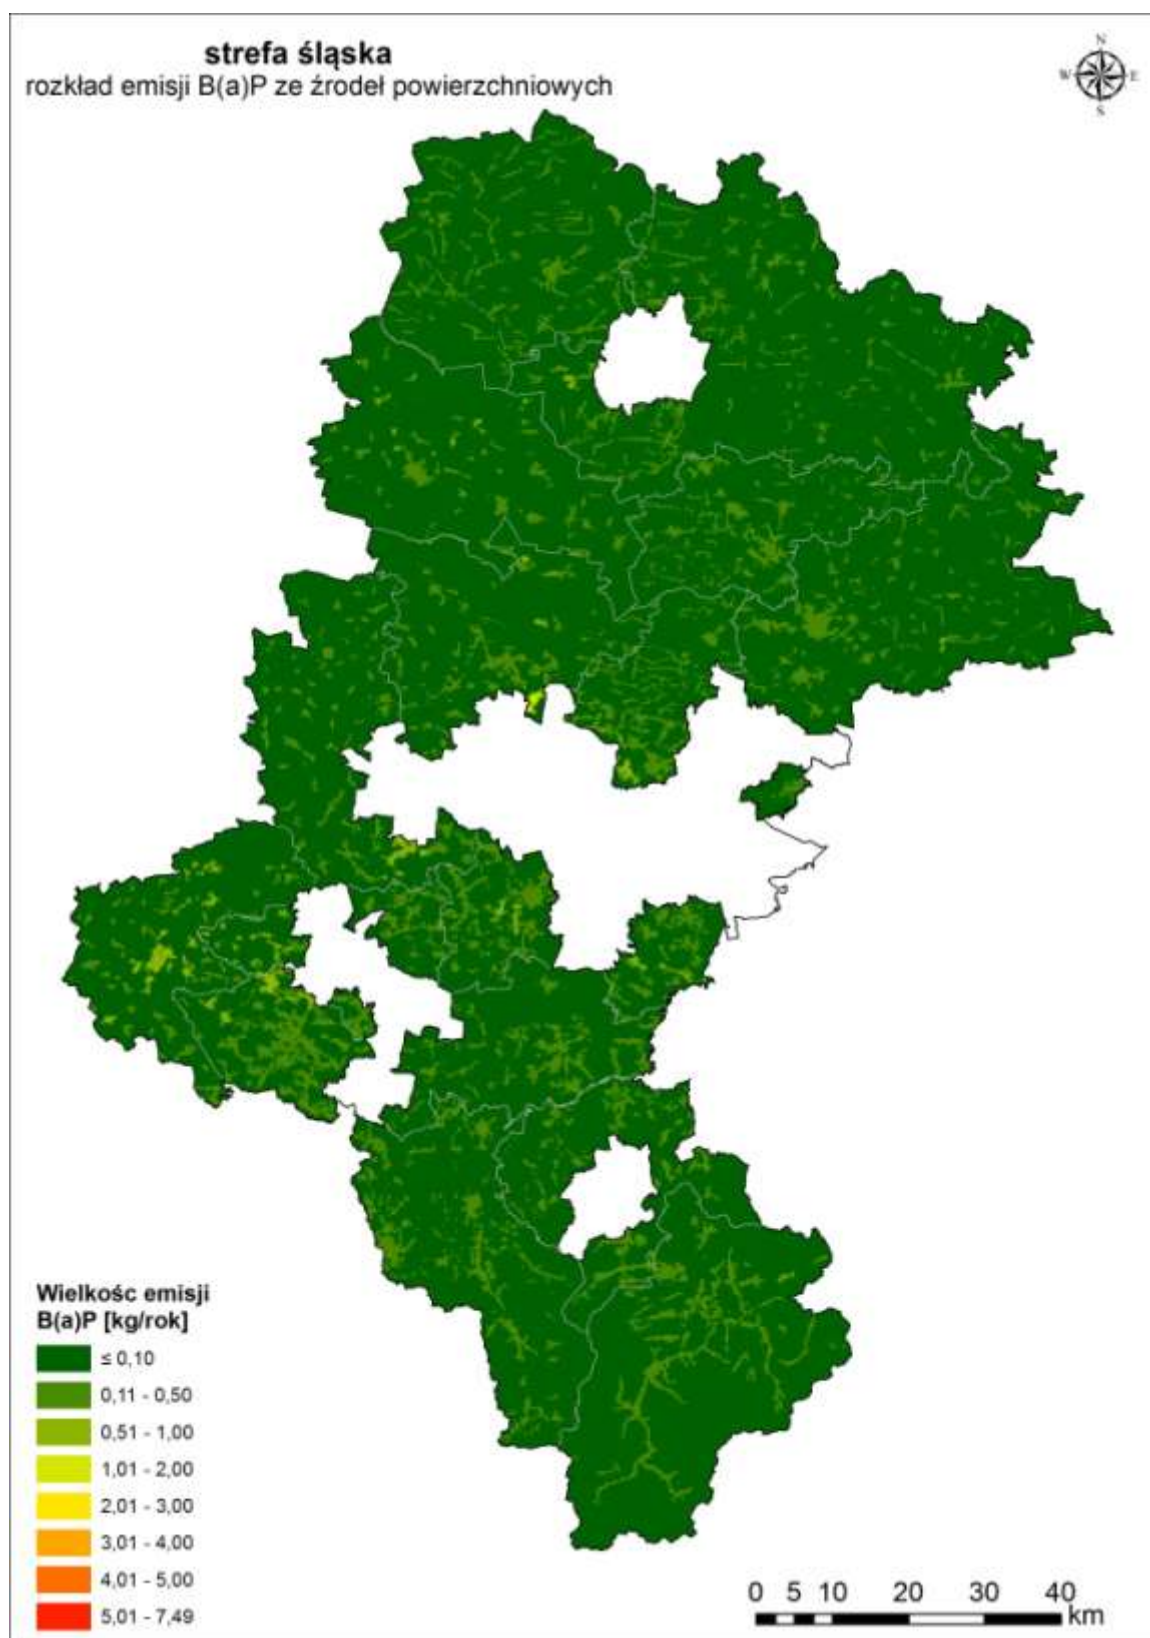 strefa śląska
rozkład emisji B(a)P ze źrodeł powierzchniowych
N
W E
S
Wielkośc emisji
B(a)P [kg/rok]
≤ 0,10
0,11 - 0,50
0,51 - 1,00
1,01 - 2,00
2,01 - 3,00
3,01 - 4,00
4,01 - 5,00
5,01 - 7,49
0 5 10 20 30 40
km